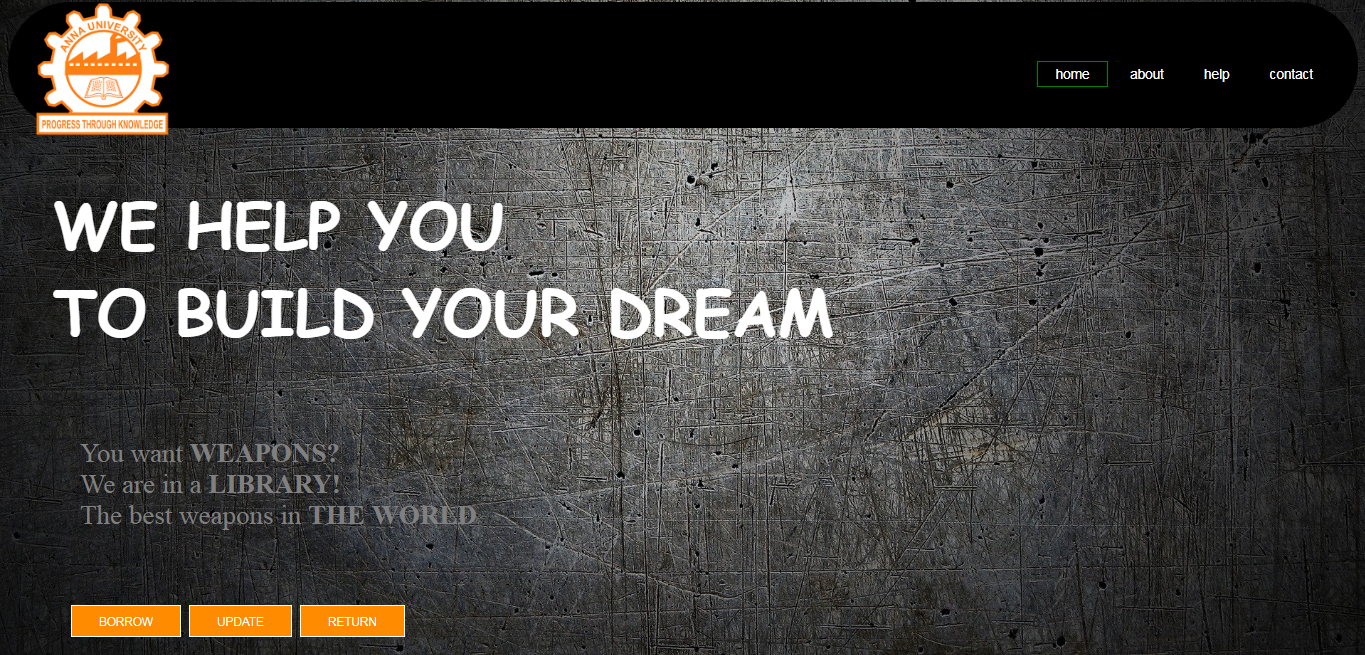 ANNA UNIVERSITY
PROGRESS THROUGH KNOWLEDGE
home about help contact
WE HELP YOU
TO BUILD YOUR DREAM
You want WEAPONS?
We are in a LIBRARY!
The best weapons in THE WORLD
BORROW UPDATE RETURN